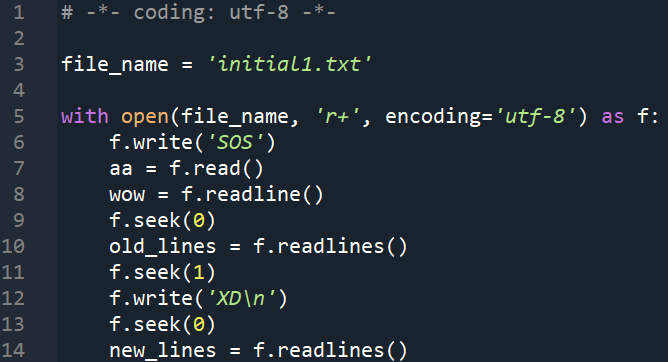 1 # -*- coding: utf-8 -*-
2
3 file_name = 'initial1.txt'
4
5 with open(file_name, 'r+', encoding='utf-8') as f:
6     f.write('SOS')
7     aa = f.read()
8     wow = f.readline()
9     f.seek(0)
10     old_lines = f.readlines()
11     f.seek(1)
12     f.write('XD\n')
13     f.seek(0)
14     new_lines = f.readlines()